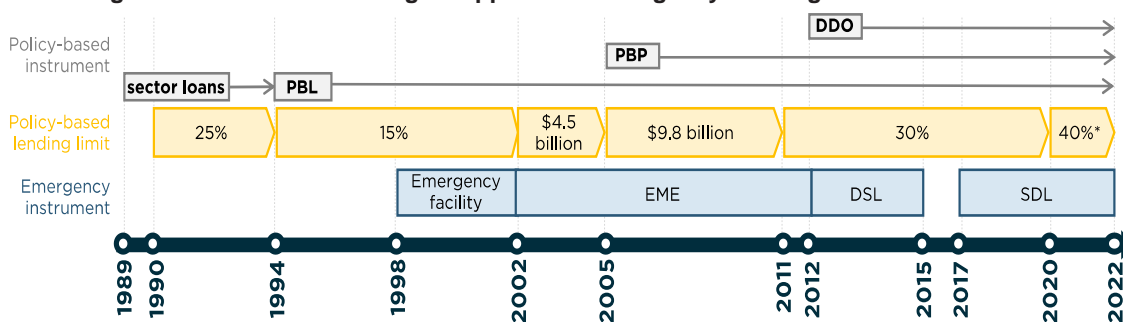 DDO
Policy-based
instrument
PBP
sector loans
PBL
Policy-based
lending limit
25%
15%
$4.5
billion
$9.8 billion
30%
40%*
Emergency
instrument
Emergency
facility
EME
DSL
SDL
1989
1990
1994
1998
2002
2005
2011
2012
2015
2017
2020
2022